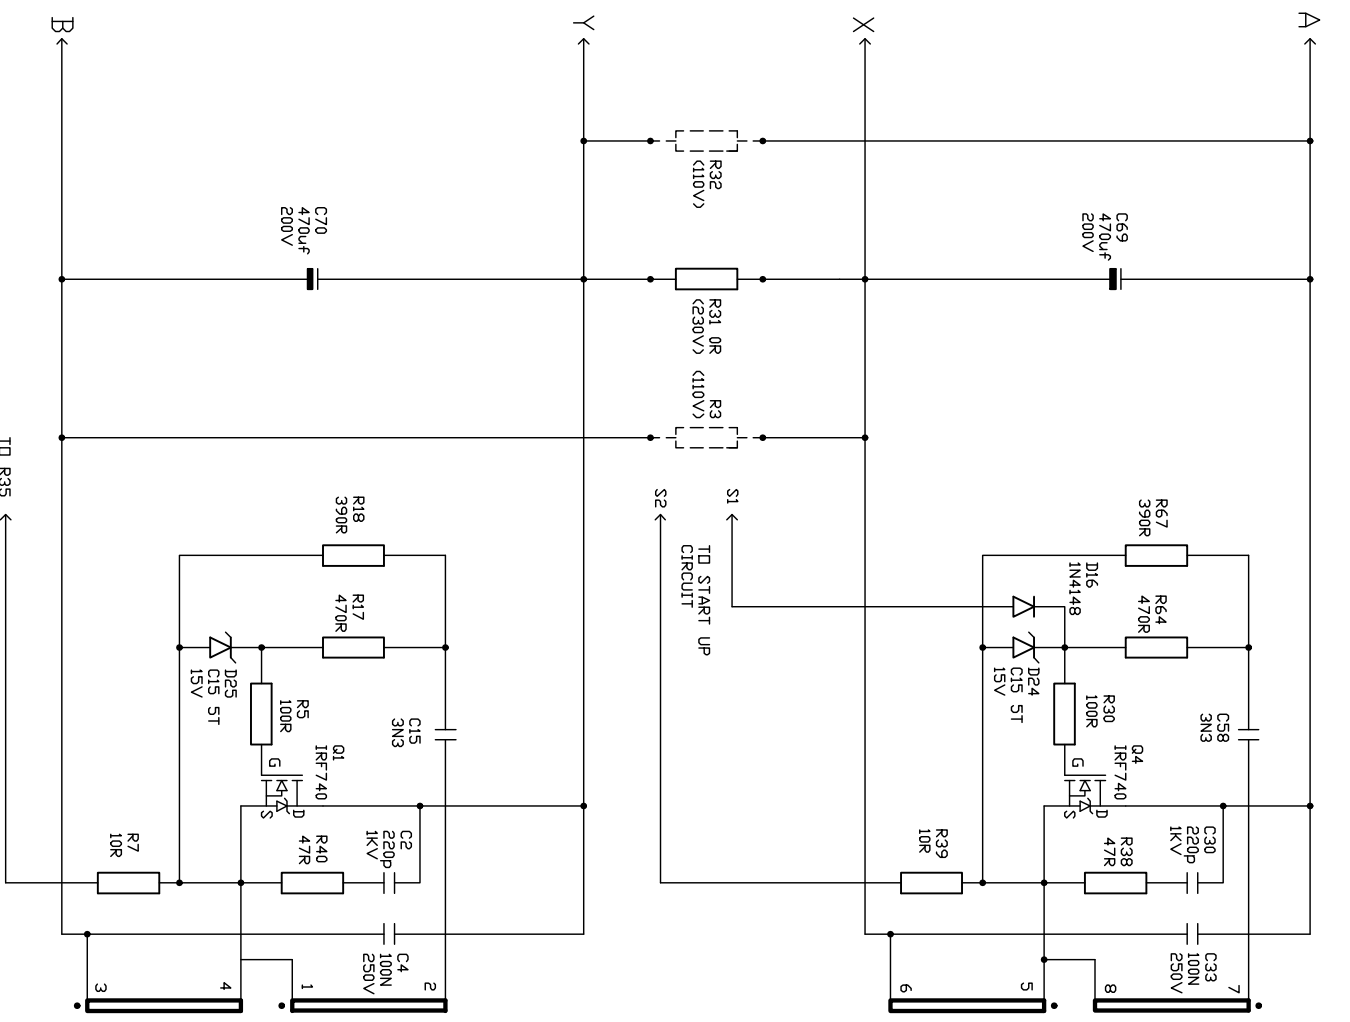 B
Y
X
A
R32
(110V)
C70
470uf
200V
C69
470uf
200V
R31 0R
(230V)
R3
(110V)
TO R35
S2
S1
TO START UP
CIRCUIT
R18
390R
R67
390R
D16
1N4148
R17
470R
R64
470R
D25
C15 5T
15V
D24
C15 5T
15V
R5
100R
R30
100R
C15
3N3
C58
3N3
Q1
IRF740
G
D
S
Q4
IRF740
G
D
S
R7
10R
R40
47R
C2
220p
1KV
R39
10R
R38
47R
C30
220p
1KV
C4
100N
250V
C33
100N
250V
3
4
1
2
6
5
8
7